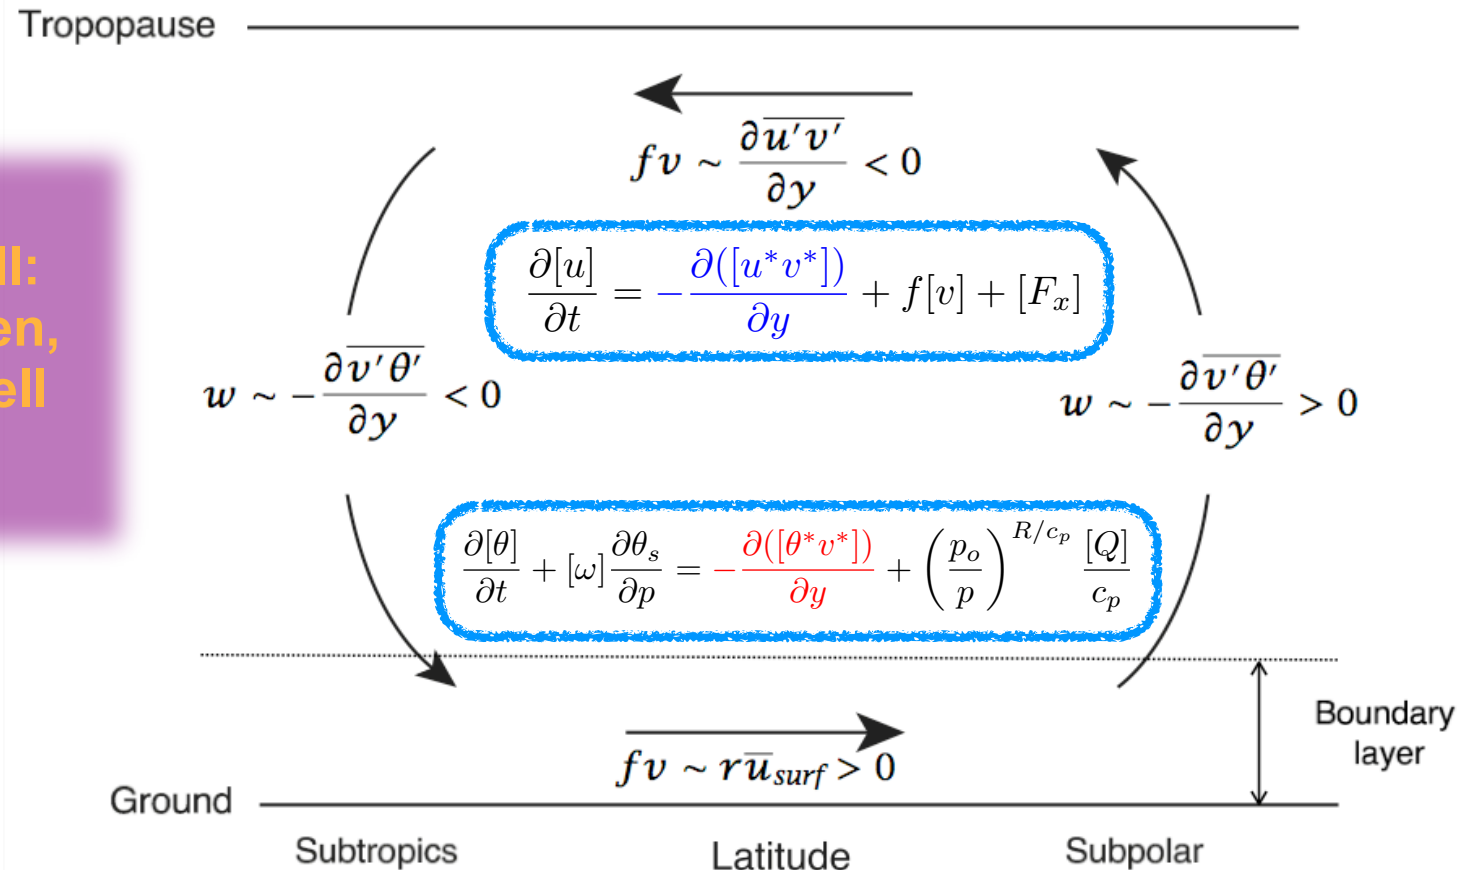 Tropopause
fv ~ ∂\overline{u′v′}/∂y < 0
∂[u]/∂t = −∂([u*v*])/∂y + f[v] + [F_x]
w ~ −∂\overline{v′θ′}/∂y < 0
w ~ −∂\overline{v′θ′}/∂y > 0
∂[θ]/∂t + [ω]∂θ_s/∂p = −∂([θ*v*])/∂y + (p_o/p)^{R/c_p} [Q]/c_p
Boundary
layer
fv ~ r\overline{u}_{surf} > 0
Ground
Subtropics
Latitude
Subpolar